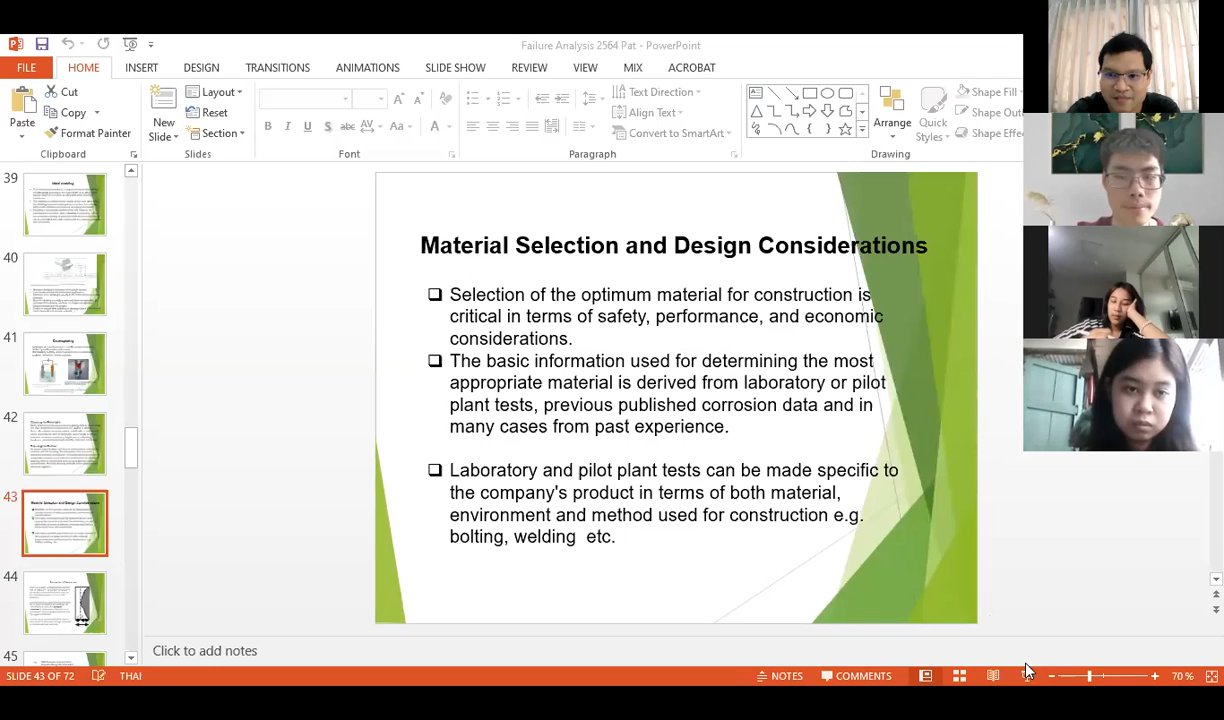 Failure Analysis 2564 Pat - PowerPoint
FILE HOME INSERT DESIGN TRANSITIONS ANIMATIONS SLIDE SHOW REVIEW VIEW MIX ACROBAT
Paste
Cut
Copy
Format Painter
Clipboard
New
Slide
Layout
Reset
Section
Slides
Font
Text Direction
Align Text
Convert to SmartArt
Paragraph
Arrange
Quick
Styles
Shape Fill
Shape Out
Shape Effe
Drawing
39
40
41
42
43
44
45
Material Selection and Design Considerations
Selection of the optimum material for construction is
critical in terms of safety, performance, and economic
considerations.
The basic information used for determining the most
appropriate material is derived from laboratory or pilot
plant tests, previous published corrosion data and in
many cases from past experience.
Laboratory and pilot plant tests can be made specific to
the company's product in terms of both material,
environment and method used for construction e.g.
bolting, welding etc.
Click to add notes
SLIDE 43 OF 72 THAI NOTES COMMENTS 70 %